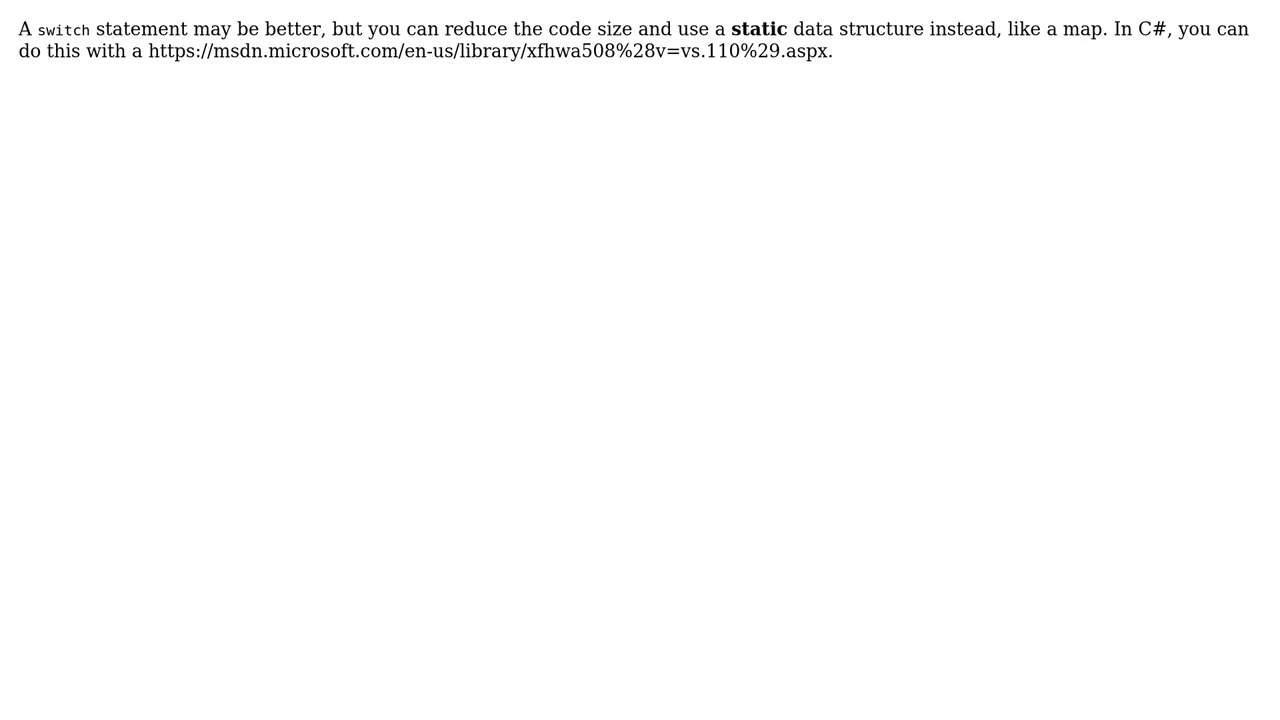 A switch statement may be better, but you can reduce the code size and use a static data structure instead, like a map. In C#, you can
do this with a https://msdn.microsoft.com/en-us/library/xfhwa508%28v=vs.110%29.aspx.